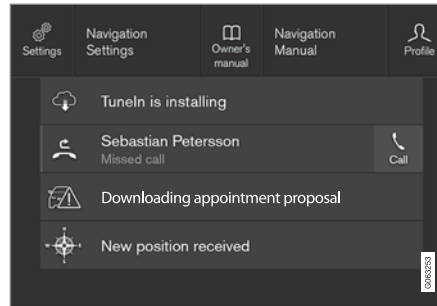 Settings
Navigation
Settings
Owner's
manual
Navigation
Manual
Profile
TuneIn is installing
Sebastian Petersson
Missed call
Call
Downloading appointment proposal
New position received
G063253